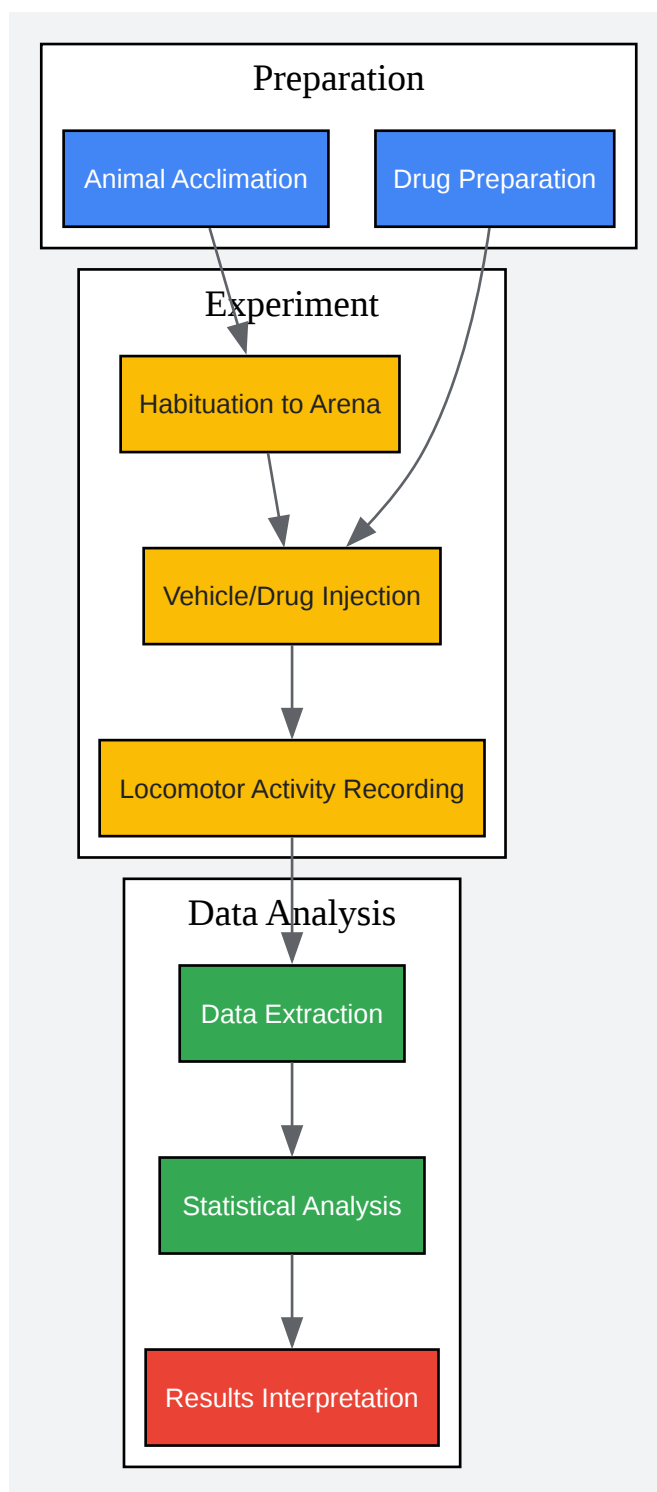 Preparation
Animal Acclimation
Drug Preparation
Experiment
Habituation to Arena
Vehicle/Drug Injection
Locomotor Activity Recording
Data Analysis
Data Extraction
Statistical Analysis
Results Interpretation